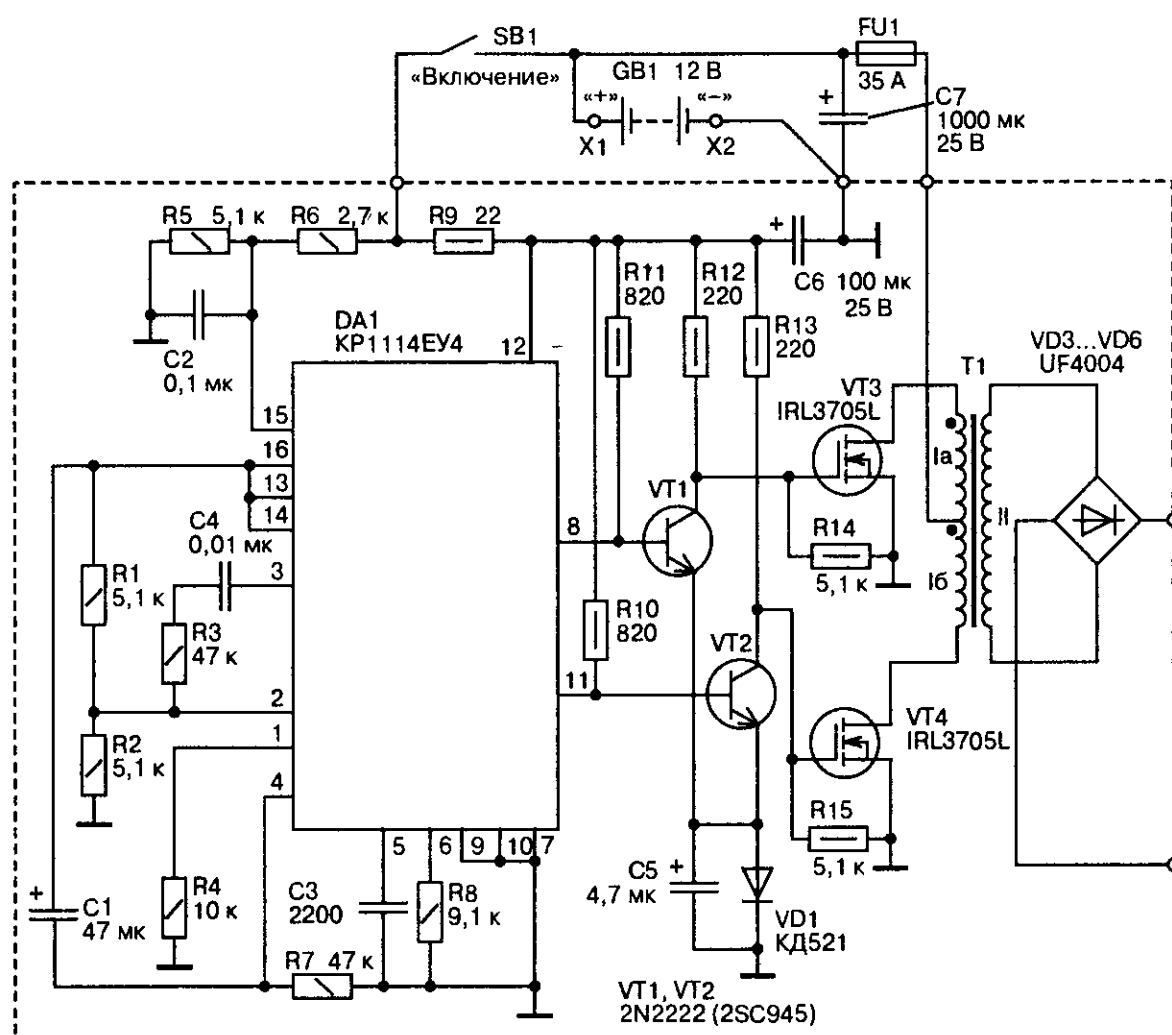 SB1
«Включение»
GB1 12 В
«+»
«–»
X1
X2
FU1
35 А
+
C7
1000 мк
25 В
R5 5,1 к
R6 2,7 к
R9 22
+
C6
100 мк
25 В
C2
0,1 мк
DA1
КР1114ЕУ4
12
R11
820
R12
220
R13
220
VD3...VD6
UF4004
T1
VT3
IRL3705L
15
16
13
14
C4
0,01 мк
3
R1
5,1 к
R3
47 к
8
VT1
R14
5,1 к
Iа
Iб
II
R10
820
11
VT2
2
1
4
R2
5,1 к
VT4
IRL3705L
R15
5,1 к
5
6
9
10
7
+
C1
47 мк
R4
10 к
C3
2200
R8
9,1 к
R7 47 к
C5
4,7 мк
+
VD1
КД521
VT1, VT2
2N2222 (2SC945)